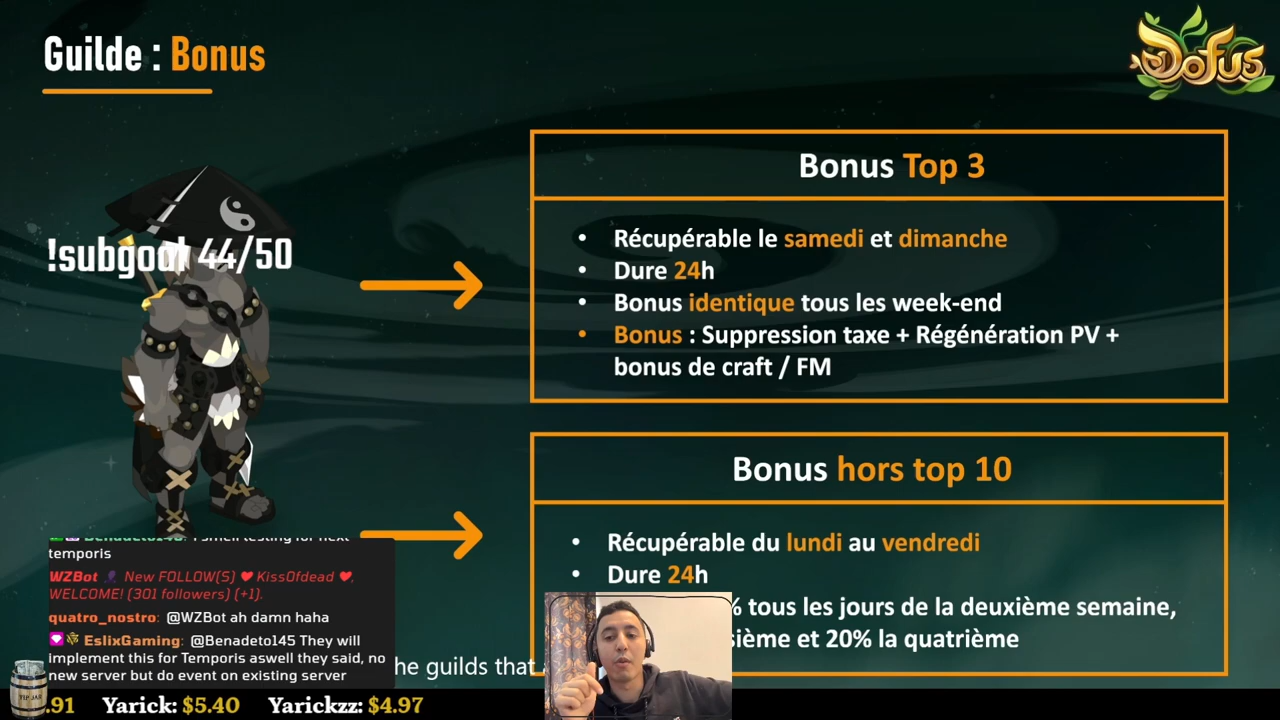 Guilde : Bonus
Dofus
Bonus Top 3
Récupérable le samedi et dimanche
Dure 24h
Bonus identique tous les week-end
Bonus : Suppression taxe + Régénération PV +
bonus de craft / FM
!subgoal 44/50
Bonus hors top 10
Récupérable du lundi au vendredi
Dure 24h
% tous les jours de la deuxième semaine,
sième et 20% la quatrième
temporis
WZBot New FOLLOW(S) ♥ KissOfdead ♥,
WELCOME! (301 followers) (+1).
quatro_nostro: @WZBot ah damn haha
EslixGaming: @Benadeto145 They will
implement this for Temporis aswell they said, no
new server but do event on existing server
he guilds that
TIP JAR
.91 Yarick: $5.40 Yarickzz: $4.97